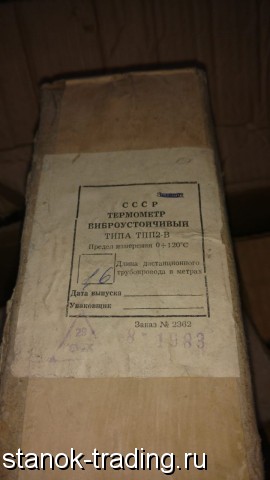 СССР
ТЕРМОМЕТР
ВИБРОУСТОЙЧИВЫЙ
ТИПА ТПП2-В
Предел измерения 0÷120°С
16
Длина дистанционного
трубопровода в метрах
Дата выпуска
Упаковщик
Заказ № 2362
1983
stanok-trading.ru